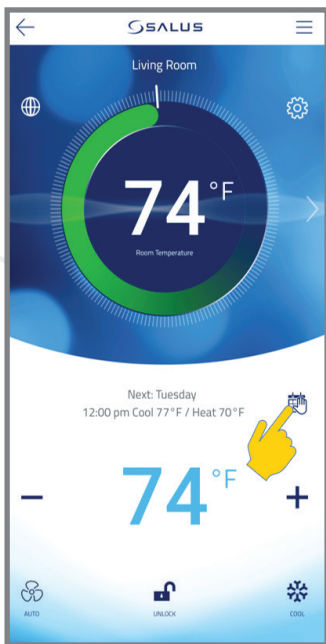 SALUS
Living Room
74 °F
Room Temperature
Next: Tuesday
12:00 pm Cool 77°F / Heat 70°F
− 74 °F +
AUTO UNLOCK COOL